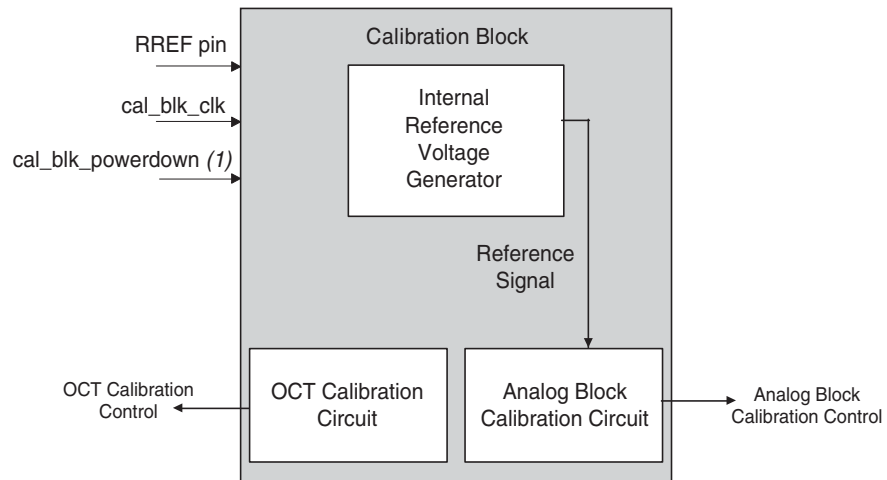 Calibration Block
RREF pin
cal_blk_clk
cal_blk_powerdown (1)
Internal
Reference
Voltage
Generator
Reference
Signal
OCT Calibration
Control
OCT Calibration
Circuit
Analog Block
Calibration Circuit
Analog Block
Calibration Control